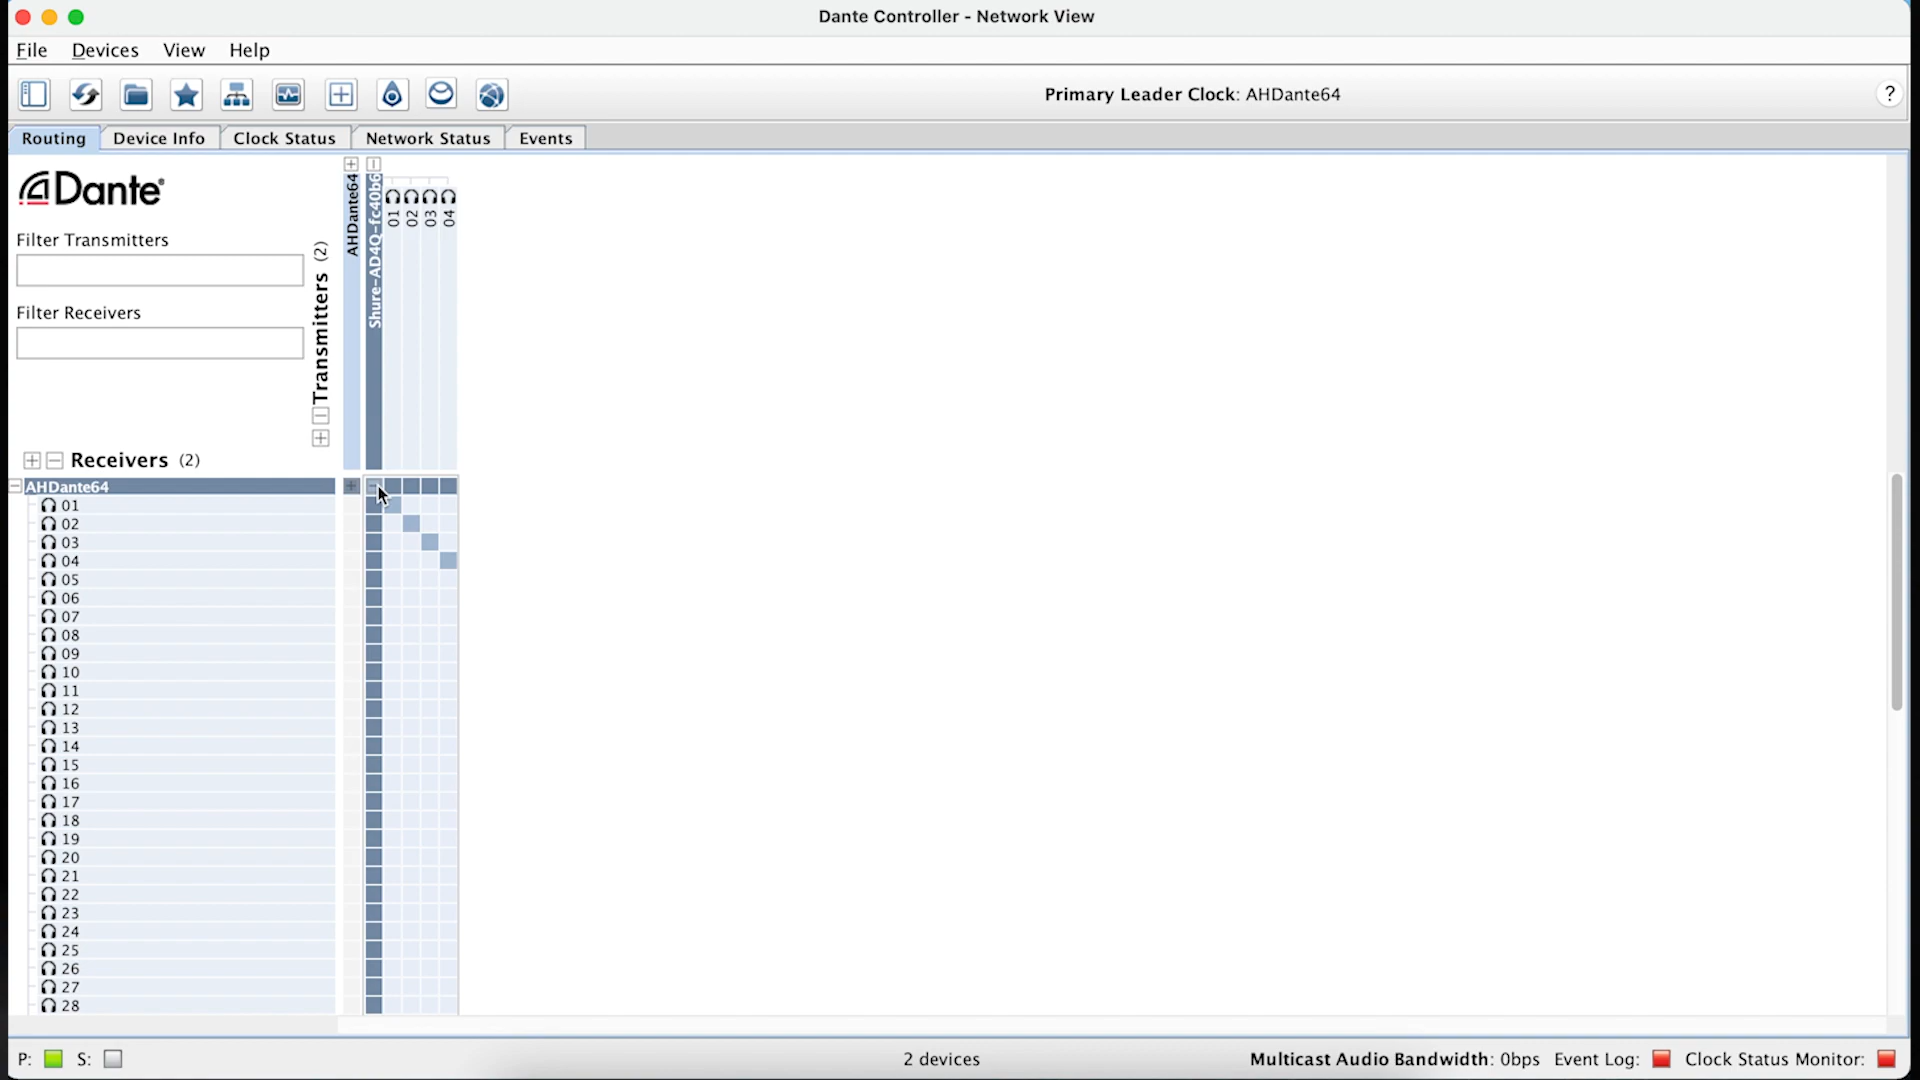 Dante Controller - Network View
File Devices View Help
Primary Leader Clock: AHDante64
?
Routing Device Info Clock Status Network Status Events
Dante®
Filter Transmitters
Filter Receivers
Transmitters (2)
AHDante64
Shure-AD4Q-fc40b6
01
02
03
04
Receivers (2)
AHDante64
01
02
03
04
05
06
07
08
09
10
11
12
13
14
15
16
17
18
19
20
21
22
23
24
25
26
27
28
P: S: 2 devices Multicast Audio Bandwidth: 0bps Event Log: Clock Status Monitor: